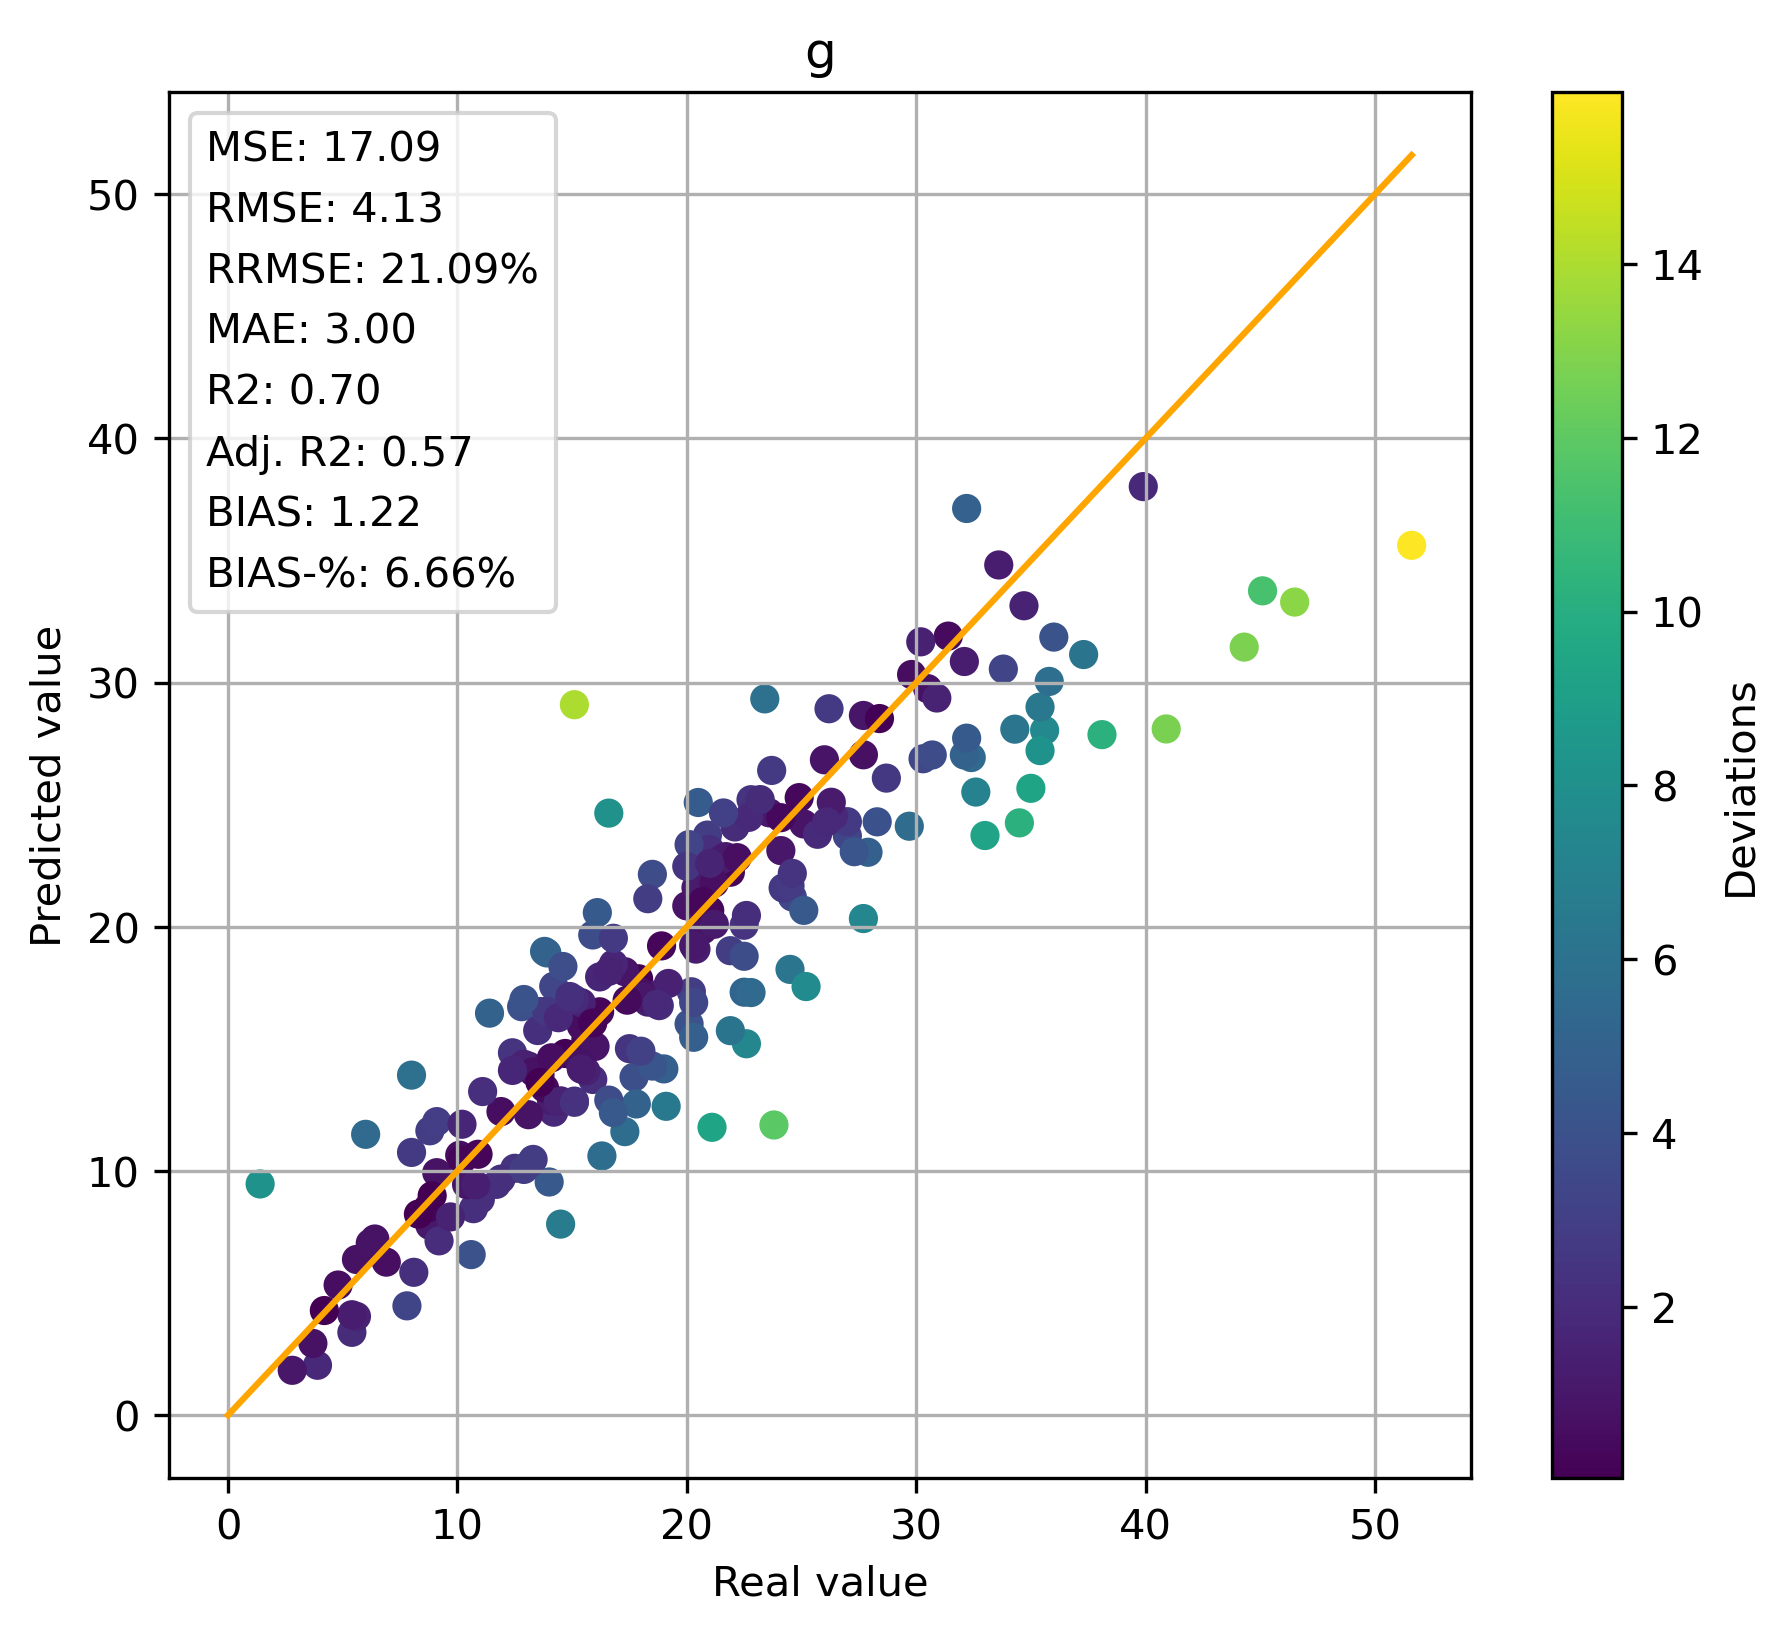 g
MSE: 17.09
RMSE: 4.13
RRMSE: 21.09%
MAE: 3.00
R2: 0.70
Adj. R2: 0.57
BIAS: 1.22
BIAS-%: 6.66%
Predicted value
50
40
30
20
10
0
0 10 20 30 40 50
Real value
14
12
10
8
6
4
2
Deviations